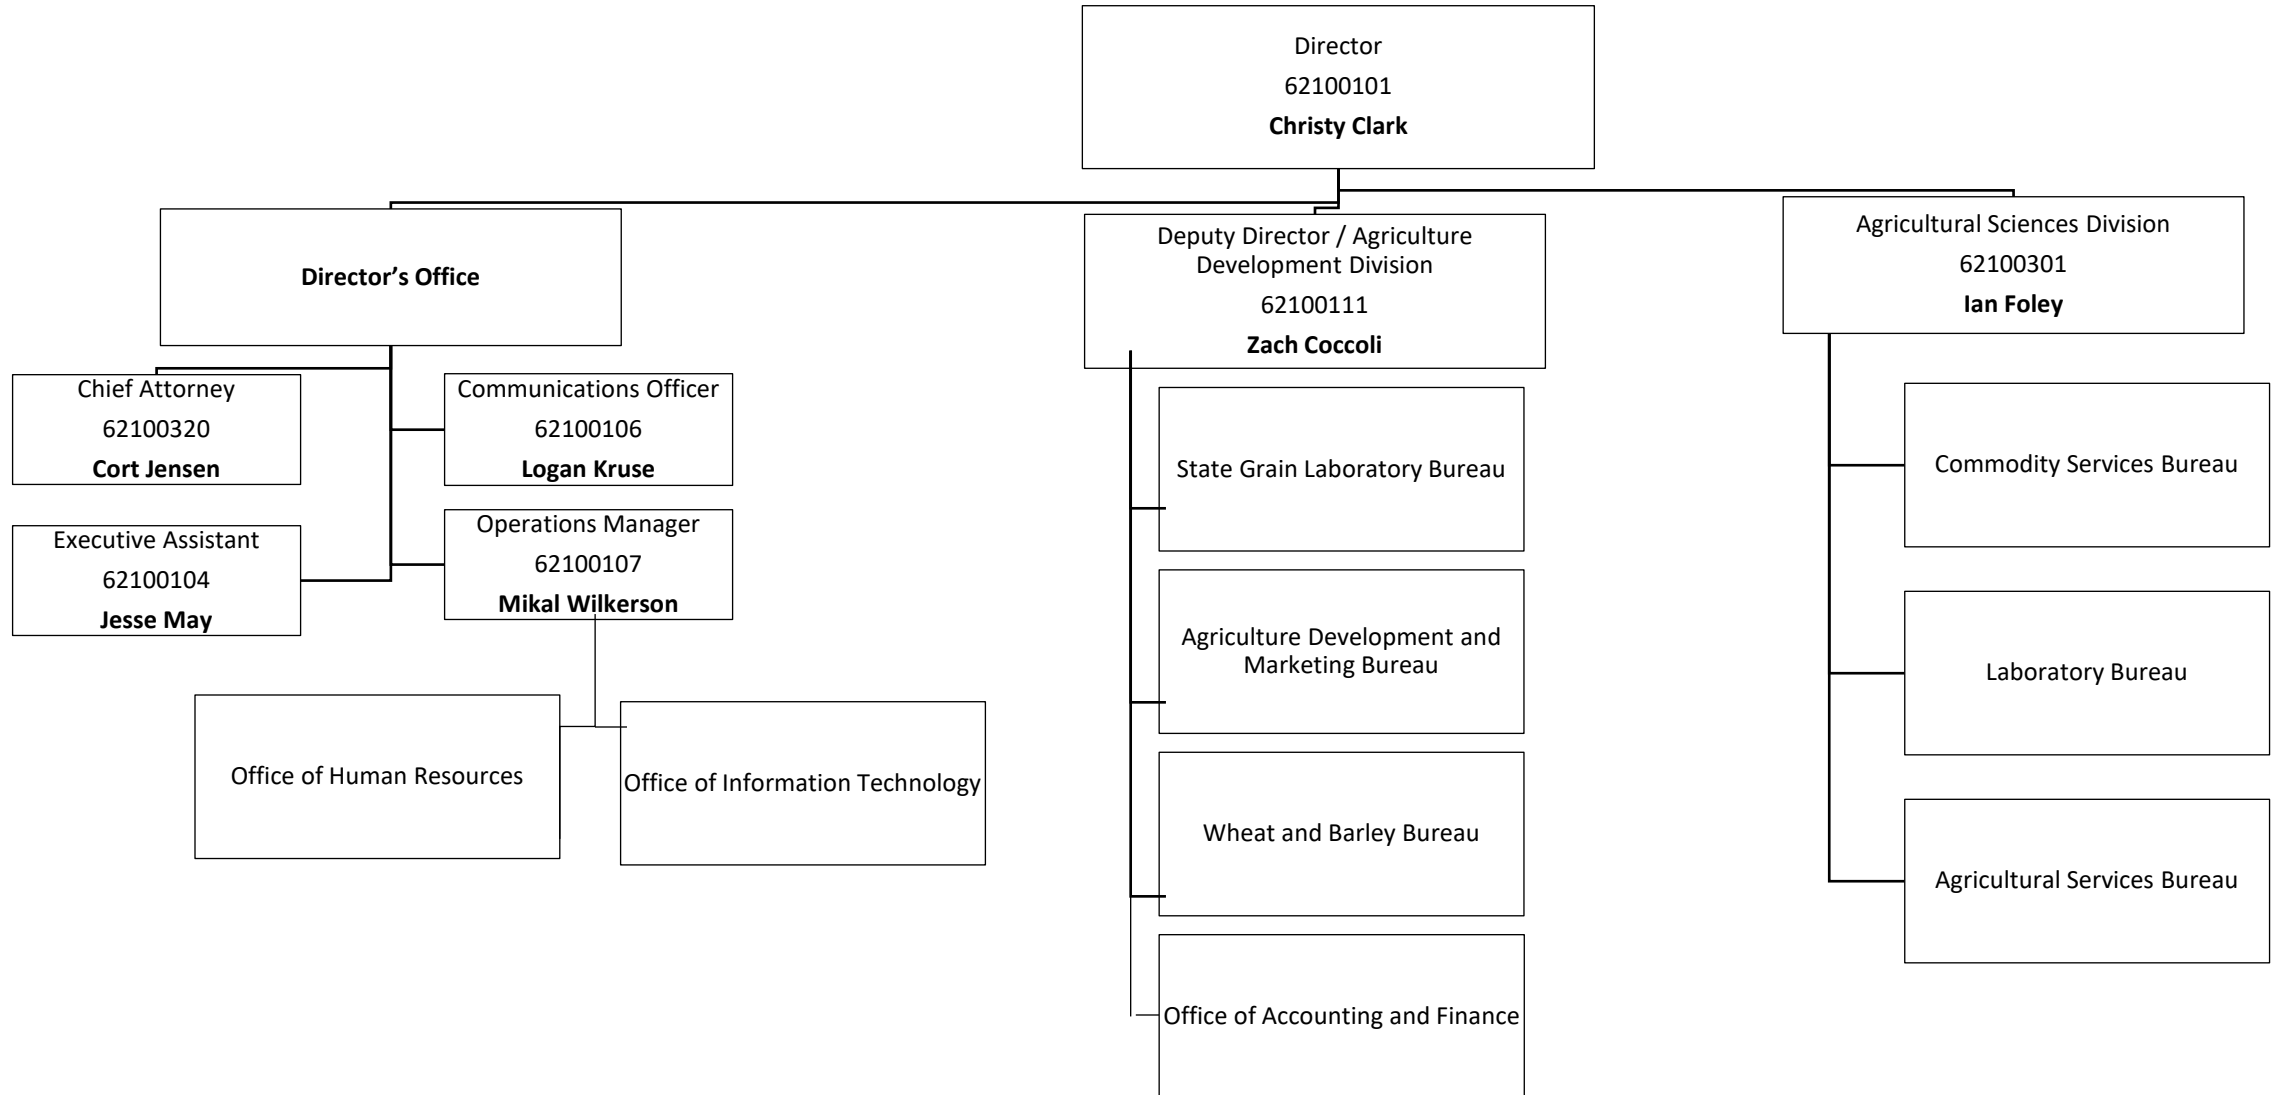 Director
62100101
Christy Clark
Director’s Office
Deputy Director / Agriculture
Development Division
62100111
Zach Coccoli
Agricultural Sciences Division
62100301
Ian Foley
Chief Attorney
62100320
Cort Jensen
Communications Officer
62100106
Logan Kruse
Executive Assistant
62100104
Jesse May
Operations Manager
62100107
Mikal Wilkerson
Office of Human Resources
Office of Information Technology
State Grain Laboratory Bureau
Agriculture Development and
Marketing Bureau
Wheat and Barley Bureau
Office of Accounting and Finance
Commodity Services Bureau
Laboratory Bureau
Agricultural Services Bureau